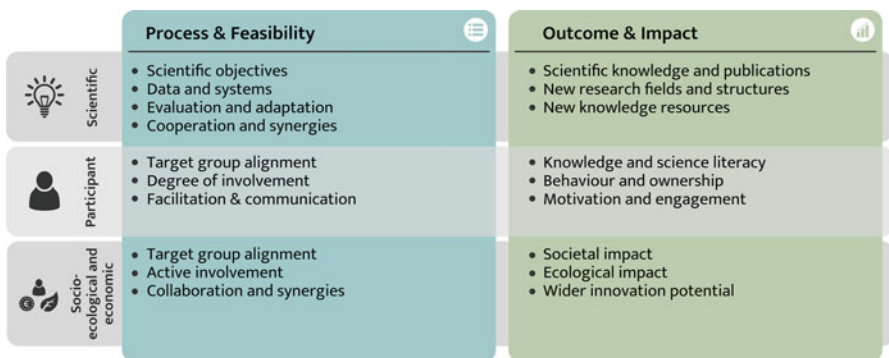 Process & Feasibility
Outcome & Impact
Scientific
• Scientific objectives
• Data and systems
• Evaluation and adaptation
• Cooperation and synergies
• Scientific knowledge and publications
• New research fields and structures
• New knowledge resources
Participant
• Target group alignment
• Degree of involvement
• Facilitation & communication
• Knowledge and science literacy
• Behaviour and ownership
• Motivation and engagement
Socio-
ecological and
economic
• Target group alignment
• Active involvement
• Collaboration and synergies
• Societal impact
• Ecological impact
• Wider innovation potential